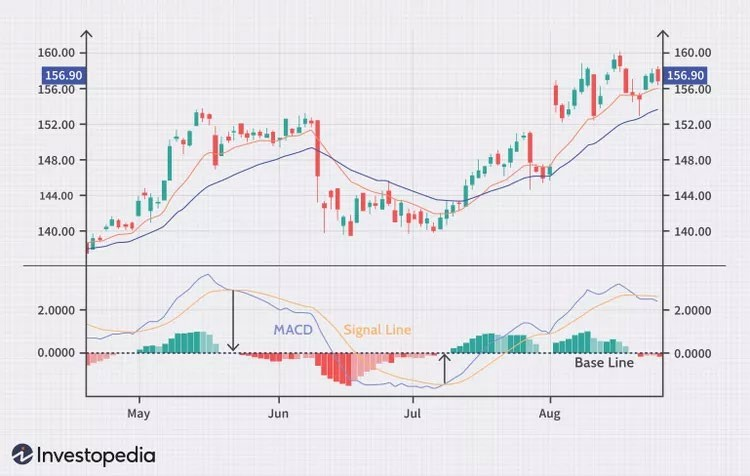 160.00 160.00
156.90 156.90
156.00 156.00
152.00 152.00
148.00 148.00
144.00 144.00
140.00 140.00
2.0000 2.0000
MACD Signal Line
0.0000 0.0000
Base Line
May Jun Jul Aug
Investopedia